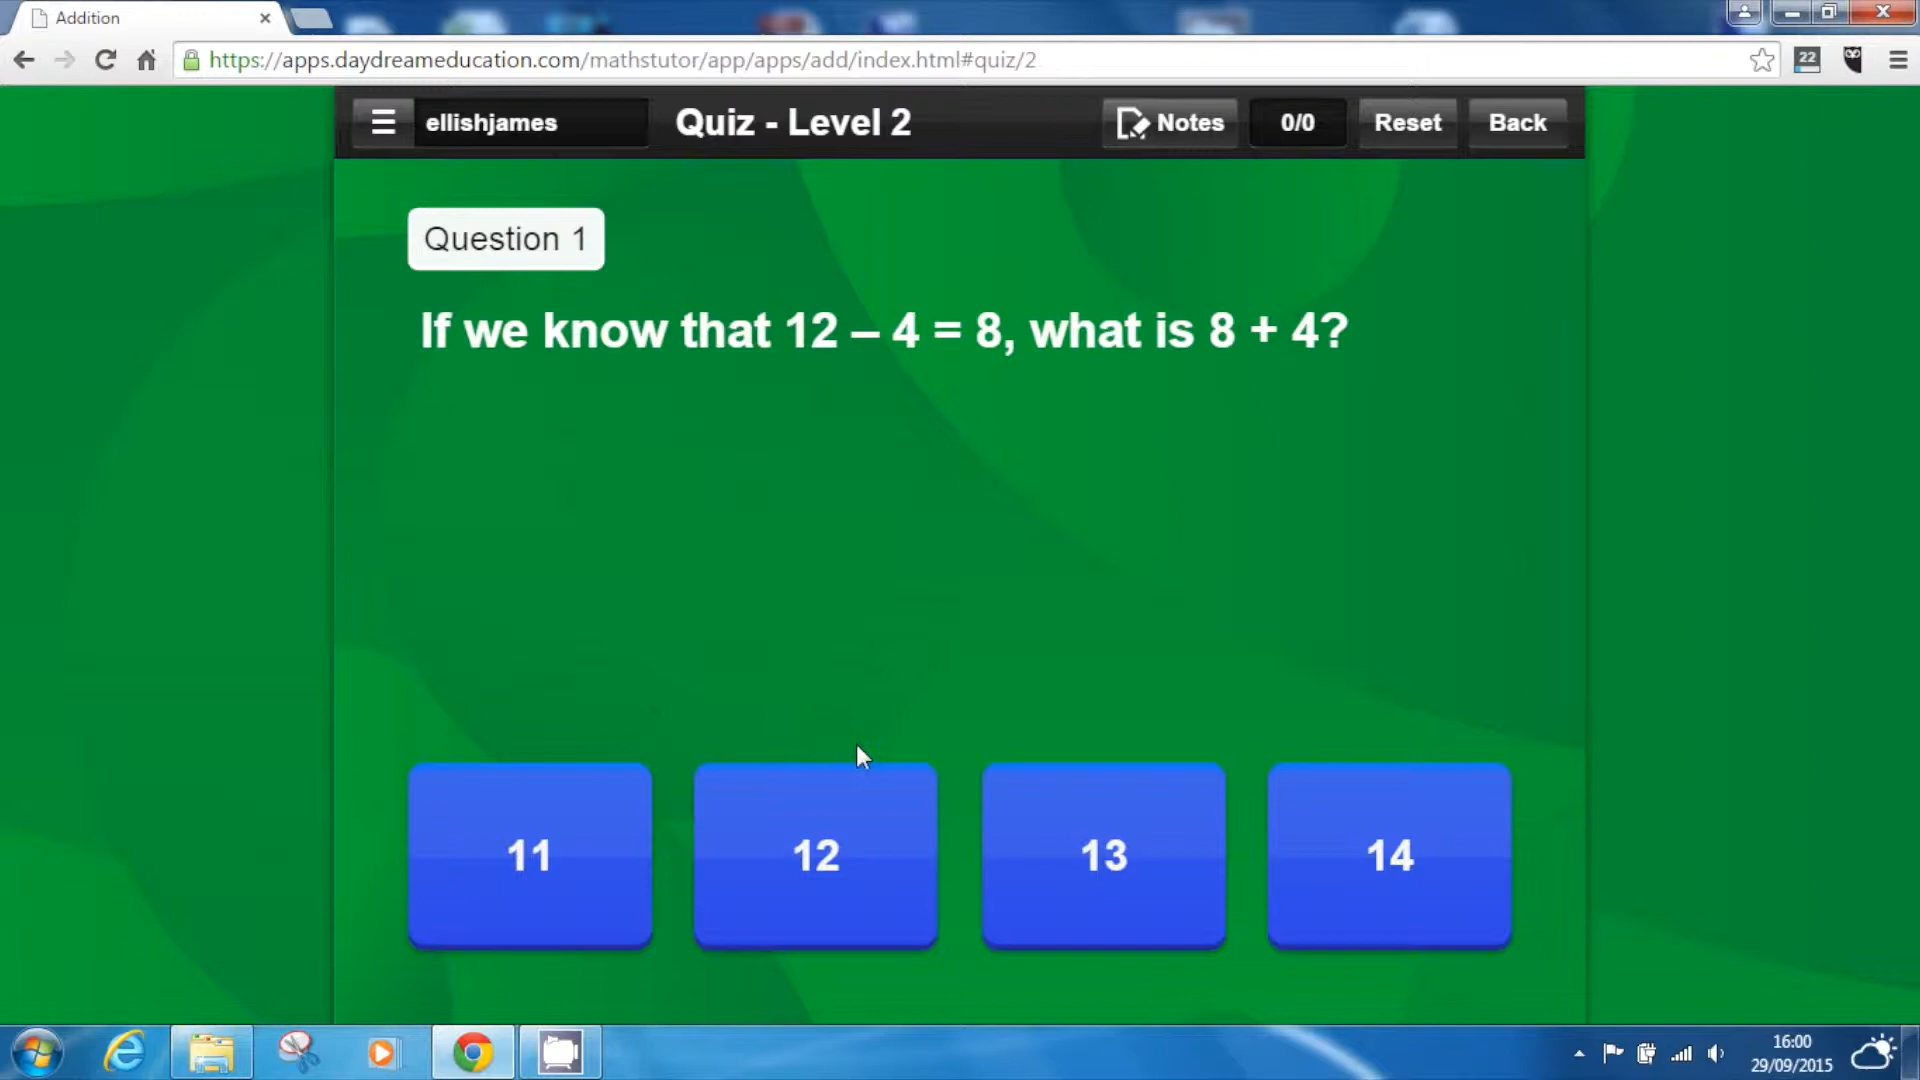 Addition
https://apps.daydreameducation.com/mathstutor/app/apps/add/index.html#quiz/2
22
ellishjames
Quiz - Level 2
Notes
0/0
Reset
Back
Question 1
If we know that 12 – 4 = 8, what is 8 + 4?
11
12
13
14
16:00
29/09/2015